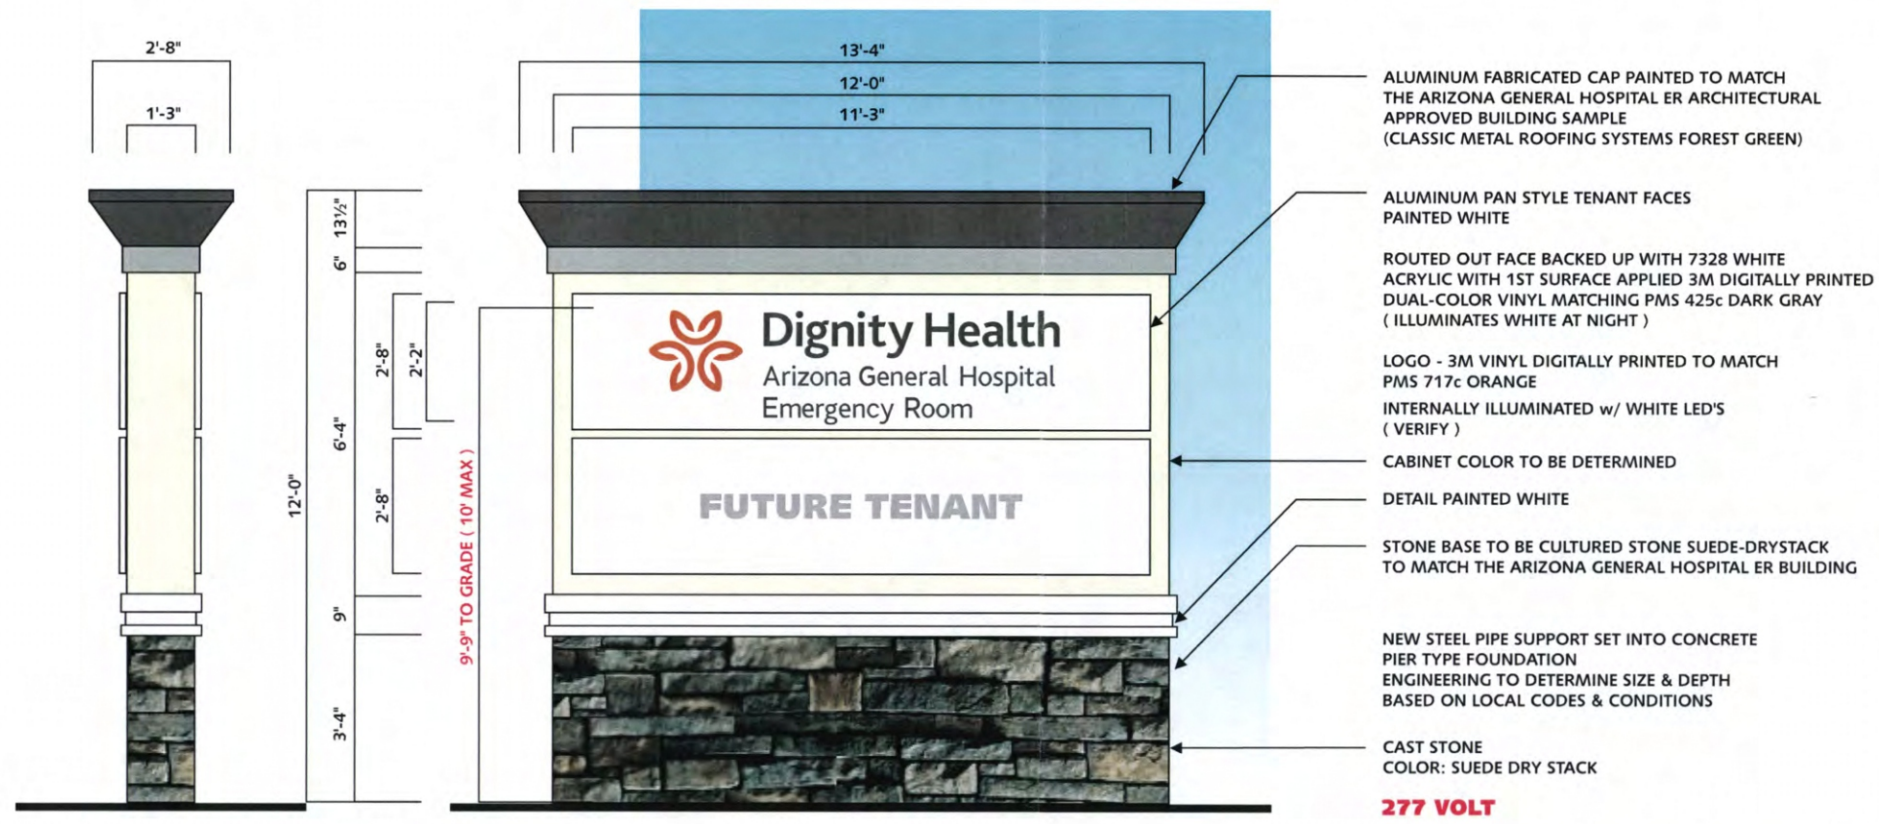 2'-8"
1'-3"
13'-4"
12'-0"
11'-3"
13½"
6"
2'-8"
2'-2"
6'-4"
12'-0"
2'-8"
9"
3'-4"
9'-9" TO GRADE ( 10' MAX )
Dignity Health
Arizona General Hospital
Emergency Room
FUTURE TENANT
ALUMINUM FABRICATED CAP PAINTED TO MATCH
THE ARIZONA GENERAL HOSPITAL ER ARCHITECTURAL
APPROVED BUILDING SAMPLE
(CLASSIC METAL ROOFING SYSTEMS FOREST GREEN)
ALUMINUM PAN STYLE TENANT FACES
PAINTED WHITE
ROUTED OUT FACE BACKED UP WITH 7328 WHITE
ACRYLIC WITH 1ST SURFACE APPLIED 3M DIGITALLY PRINTED
DUAL-COLOR VINYL MATCHING PMS 425c DARK GRAY
( ILLUMINATES WHITE AT NIGHT )
LOGO - 3M VINYL DIGITALLY PRINTED TO MATCH
PMS 717c ORANGE
INTERNALLY ILLUMINATED w/ WHITE LED'S
( VERIFY )
CABINET COLOR TO BE DETERMINED
DETAIL PAINTED WHITE
STONE BASE TO BE CULTURED STONE SUEDE-DRYSTACK
TO MATCH THE ARIZONA GENERAL HOSPITAL ER BUILDING
NEW STEEL PIPE SUPPORT SET INTO CONCRETE
PIER TYPE FOUNDATION
ENGINEERING TO DETERMINE SIZE & DEPTH
BASED ON LOCAL CODES & CONDITIONS
CAST STONE
COLOR: SUEDE DRY STACK
277 VOLT